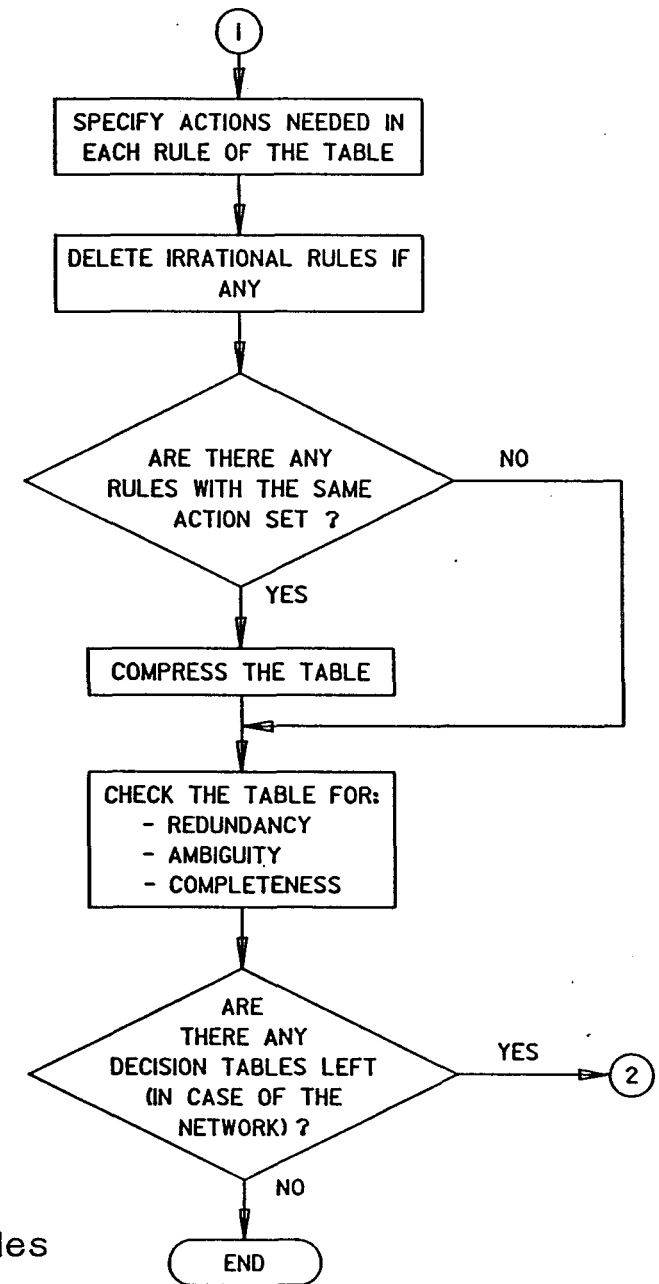 1
SPECIFY ACTIONS NEEDED IN
EACH RULE OF THE TABLE
DELETE IRRATIONAL RULES IF
ANY
ARE THERE ANY
RULES WITH THE SAME
ACTION SET ?
NO
YES
COMPRESS THE TABLE
CHECK THE TABLE FOR:
- REDUNDANCY
- AMBIGUITY
- COMPLETENESS
ARE
THERE ANY
DECISION TABLES LEFT
(IN CASE OF THE
NETWORK) ?
YES
2
NO
END